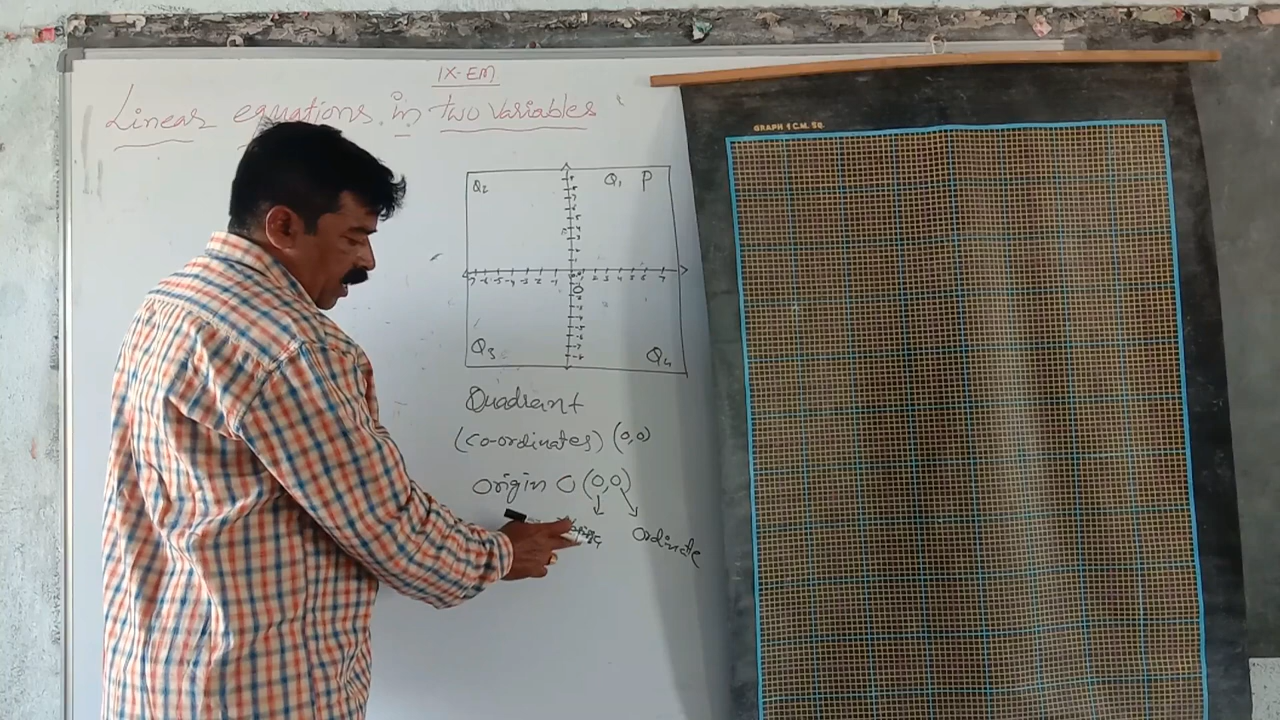 IX-EM
Linear equations in two variables
GRAPH 1 C.M. SQ.
Q2 Q1 P
Q3 Q4
Quadrant
(co-ordinates) (0,0)
Origin O (0,0)
Ordinate